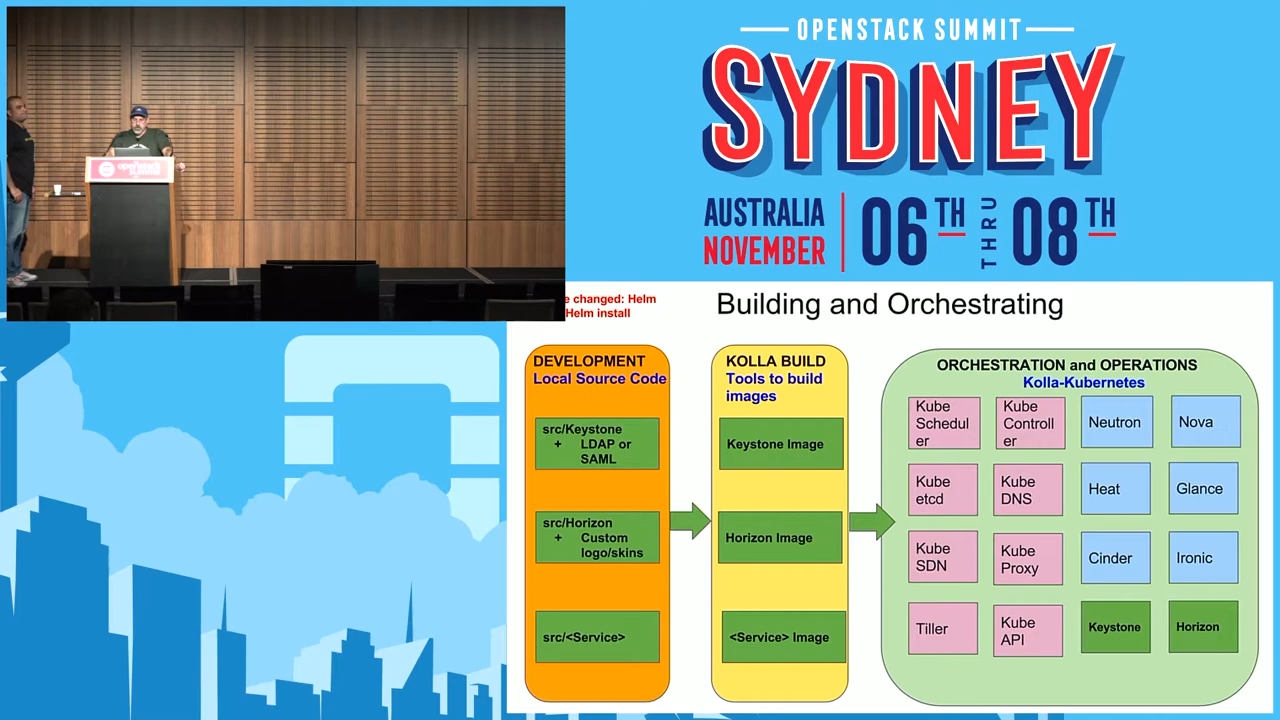 OPENSTACK SUMMIT
SYDNEY
AUSTRALIA
NOVEMBER
06TH
THRU
08TH
openstack
summit
changed: Helm
Helm install
Building and Orchestrating
DEVELOPMENT
Local Source Code
src/Keystone
+ LDAP or
SAML
src/Horizon
+ Custom
logo/skins
src/<Service>
KOLLA BUILD
Tools to build
images
Keystone Image
Horizon Image
<Service> Image
ORCHESTRATION and OPERATIONS
Kolla-Kubernetes
Kube
Schedul
er
Kube
Controll
er
Neutron
Nova
Kube
etcd
Kube
DNS
Heat
Glance
Kube
SDN
Kube
Proxy
Cinder
Ironic
Tiller
Kube
API
Keystone
Horizon